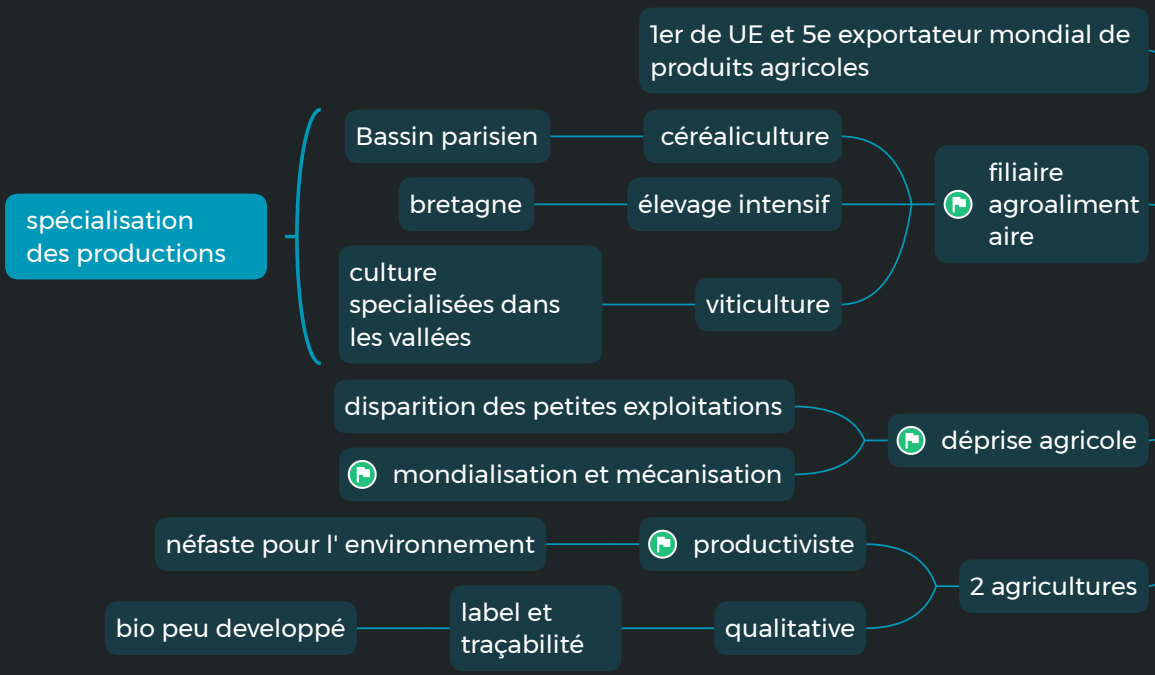 1er de UE et 5e exportateur mondial de
produits agricoles
Bassin parisien
céréaliculture
filiaire
agroaliment
aire
bretagne
élevage intensif
spécialisation
des productions
culture
specialisées dans
les vallées
viticulture
disparition des petites exploitations
déprise agricole
mondialisation et mécanisation
néfaste pour l' environnement
productiviste
2 agricultures
bio peu developpé
label et
traçabilité
qualitative